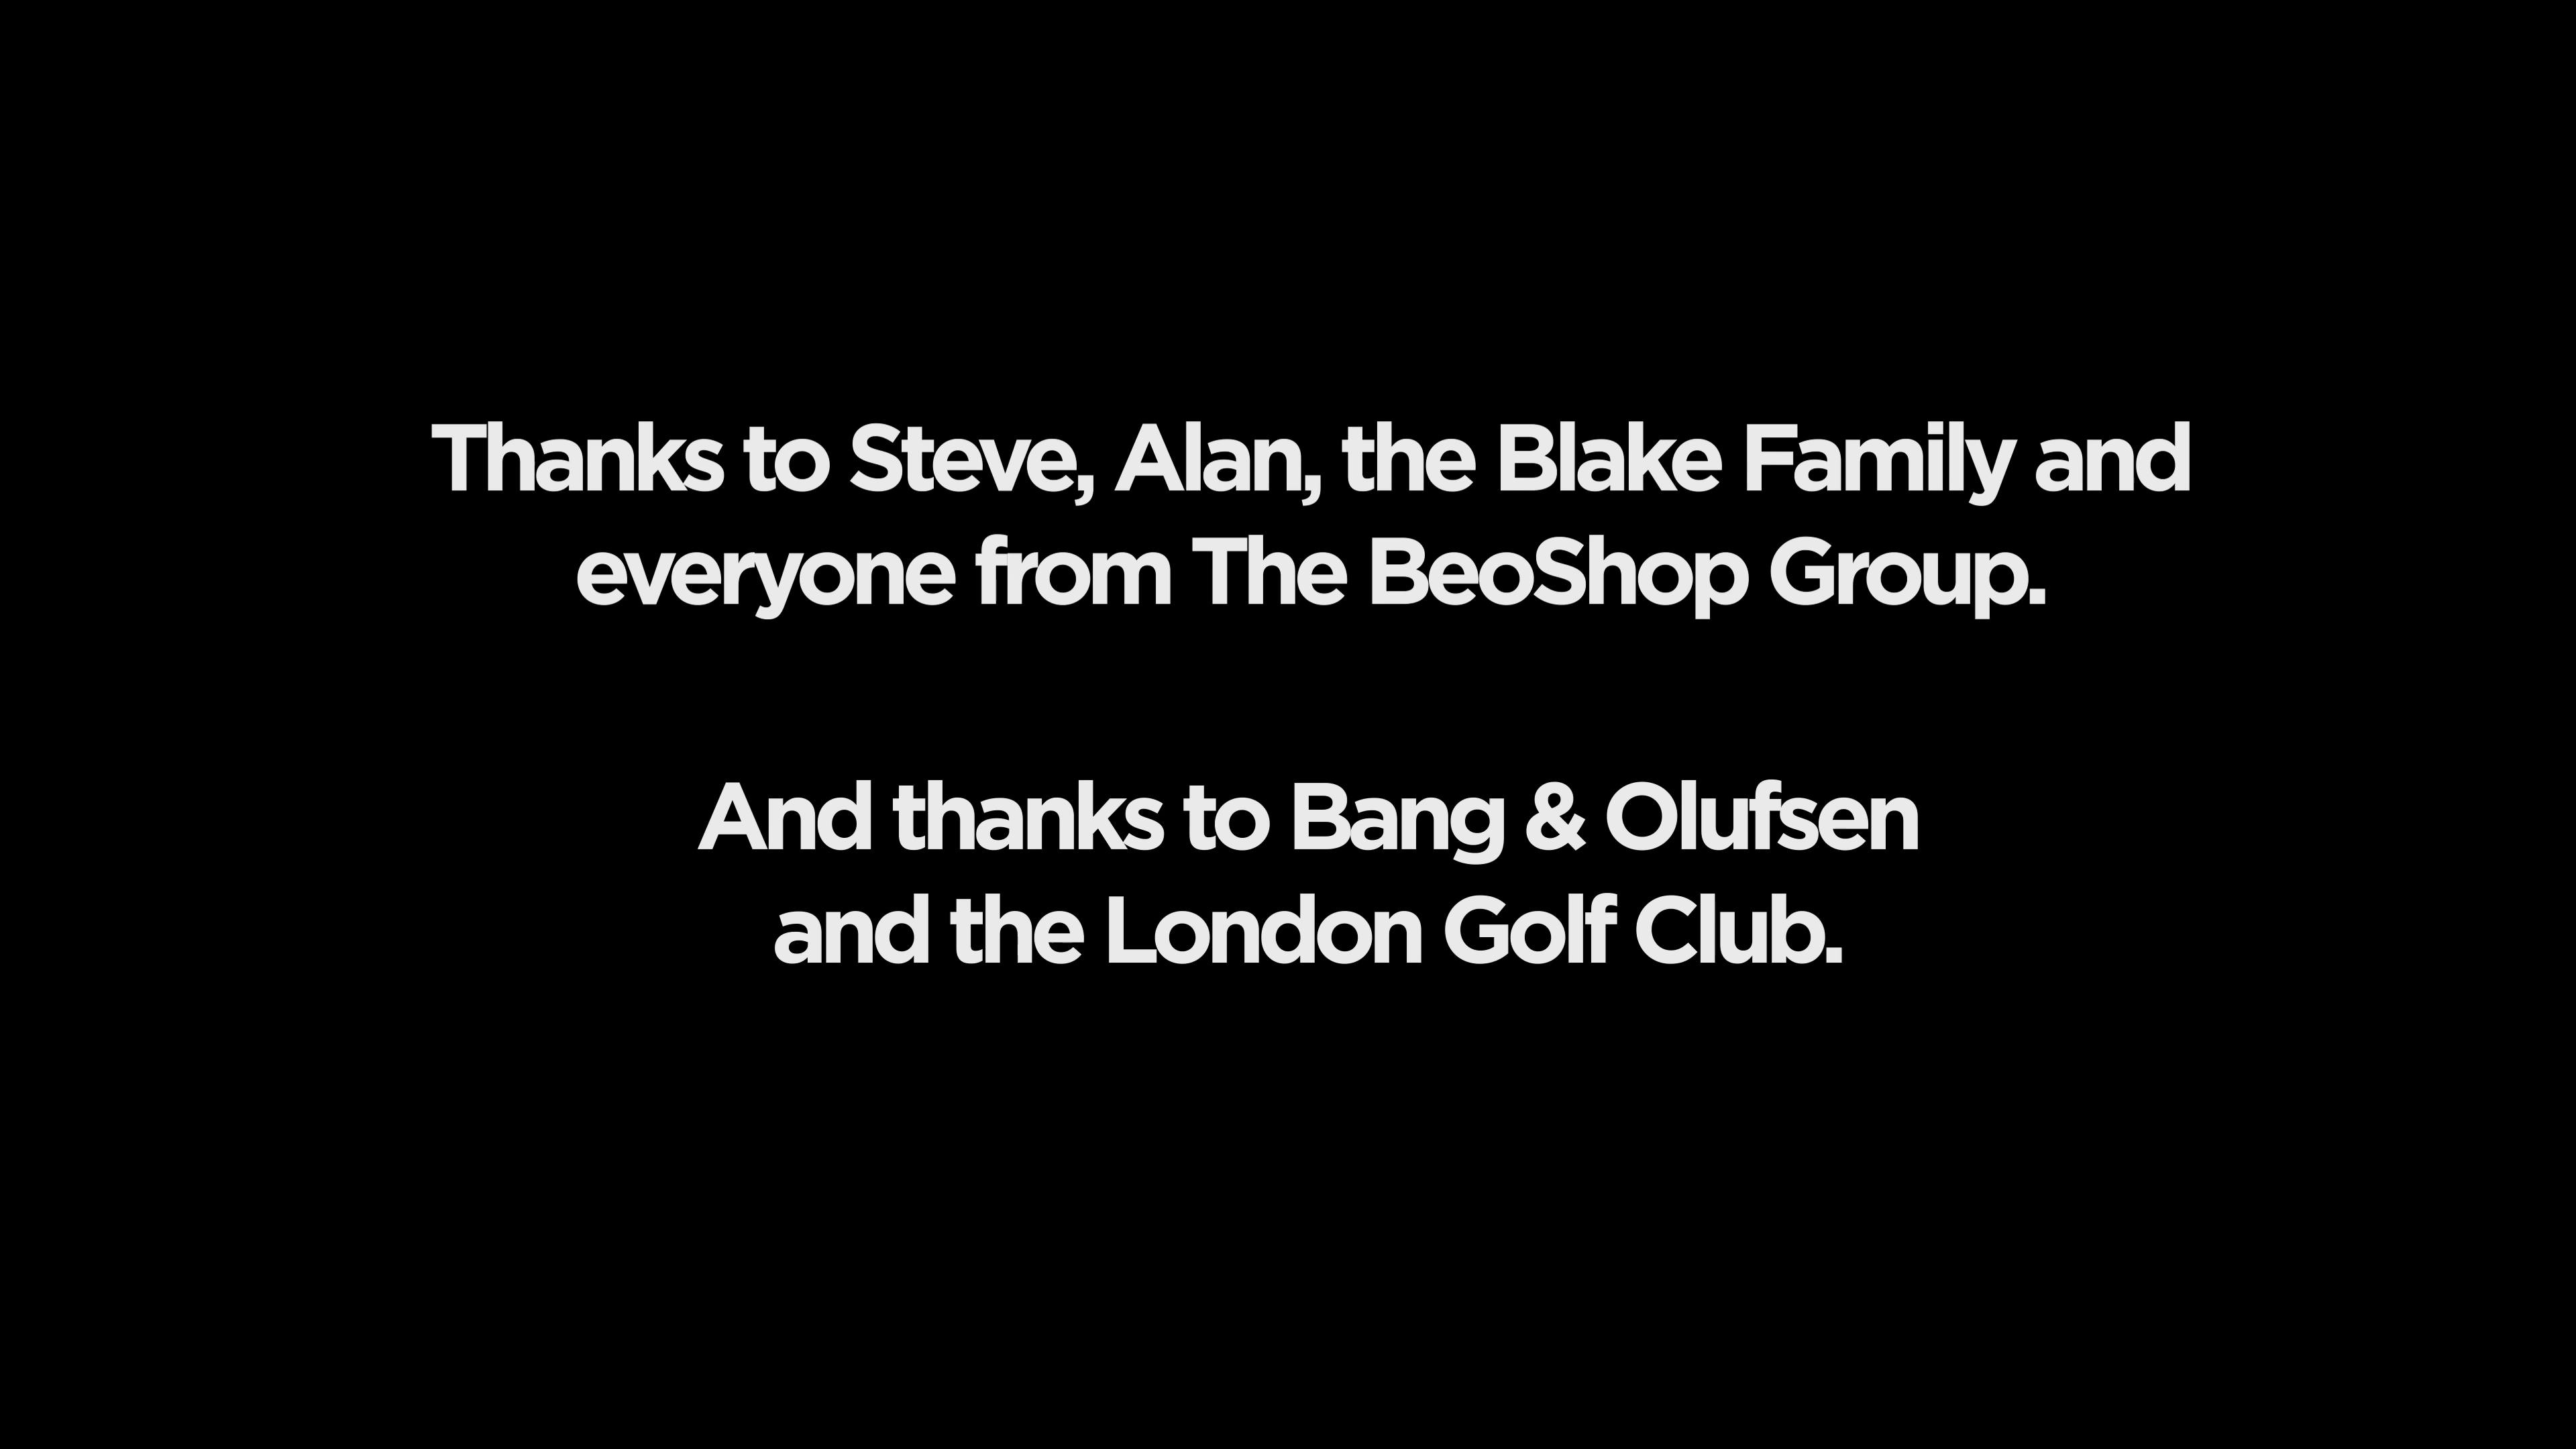 Thanks to Steve, Alan, the Blake Family and
everyone from The BeoShop Group.
And thanks to Bang & Olufsen
and the London Golf Club.